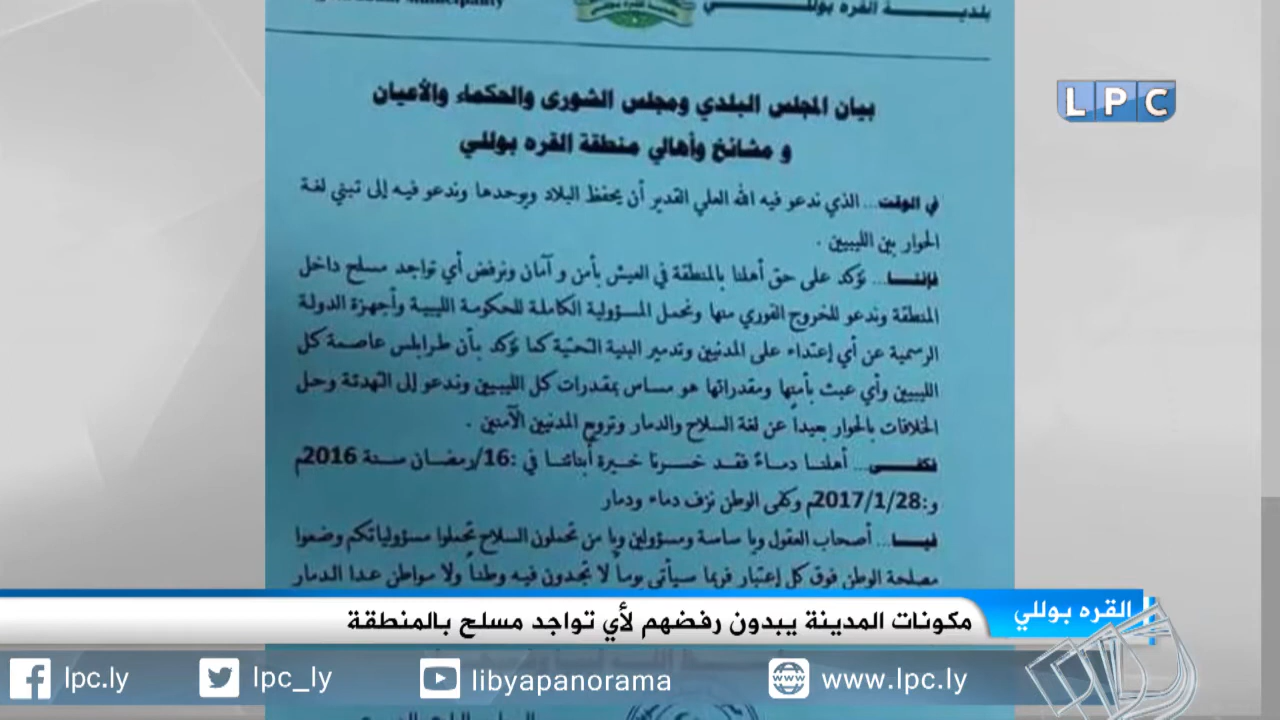 بلدية القره بوللي
Municipality
LPC
بيان المجلس البلدي ومجلس الشورى والحكماء والأعيان
و مشائخ وأهالي منطقة القره بوللي
في الوقت... الذي ندعو فيه الله العلي القدير أن يحفظ البلاد ويوحدها وندعو فيه إلى تبني لغة
الحوار بين الليبيين .
فإننا... نؤكد على حق أهلنا بالمنطقة في العيش بأمن و آمان ونرفض أي تواجد مسلح داخل
المنطقة وندعو للخروج الفوري منها ونحمل المسؤولية الكاملة للحكومة الليبية وأجهزة الدولة
الرسمية عن أي إعتداء على المدنيين وتدمير البنية التحتية كما نؤكد بأن طرابلس عاصمة كل
الليبيين وأي عبث بأمنها ومقدراتها هو مساس بمقدرات كل الليبيين وندعو إلى التهدئة وحل
الخلافات بالحوار بعيداً عن لغة السلاح والدمار وتروع المدنيين الآمنين .
فكفى... أهلنا دماءً فقد خسرنا خيرة أبنائنا في :16/رمضان سنة 2016م
و:2017/1/28م وكفى الوطن نزف دماء ودمار
فيا... أصحاب العقول ويا ساسة ومسؤولين ويا من تحملون السلاح تحملوا مسؤولياتكم وضعوا
مصلحة الوطن فوق كل إعتبار فربما سيأتي يوماً لا تجدون فيه وطناً ولا مواطن عدا الدمار
القره بوللي
مكونات المدينة يبدون رفضهم لأي تواجد مسلح بالمنطقة
lpc.ly
lpc_ly
libyapanorama
www.lpc.ly